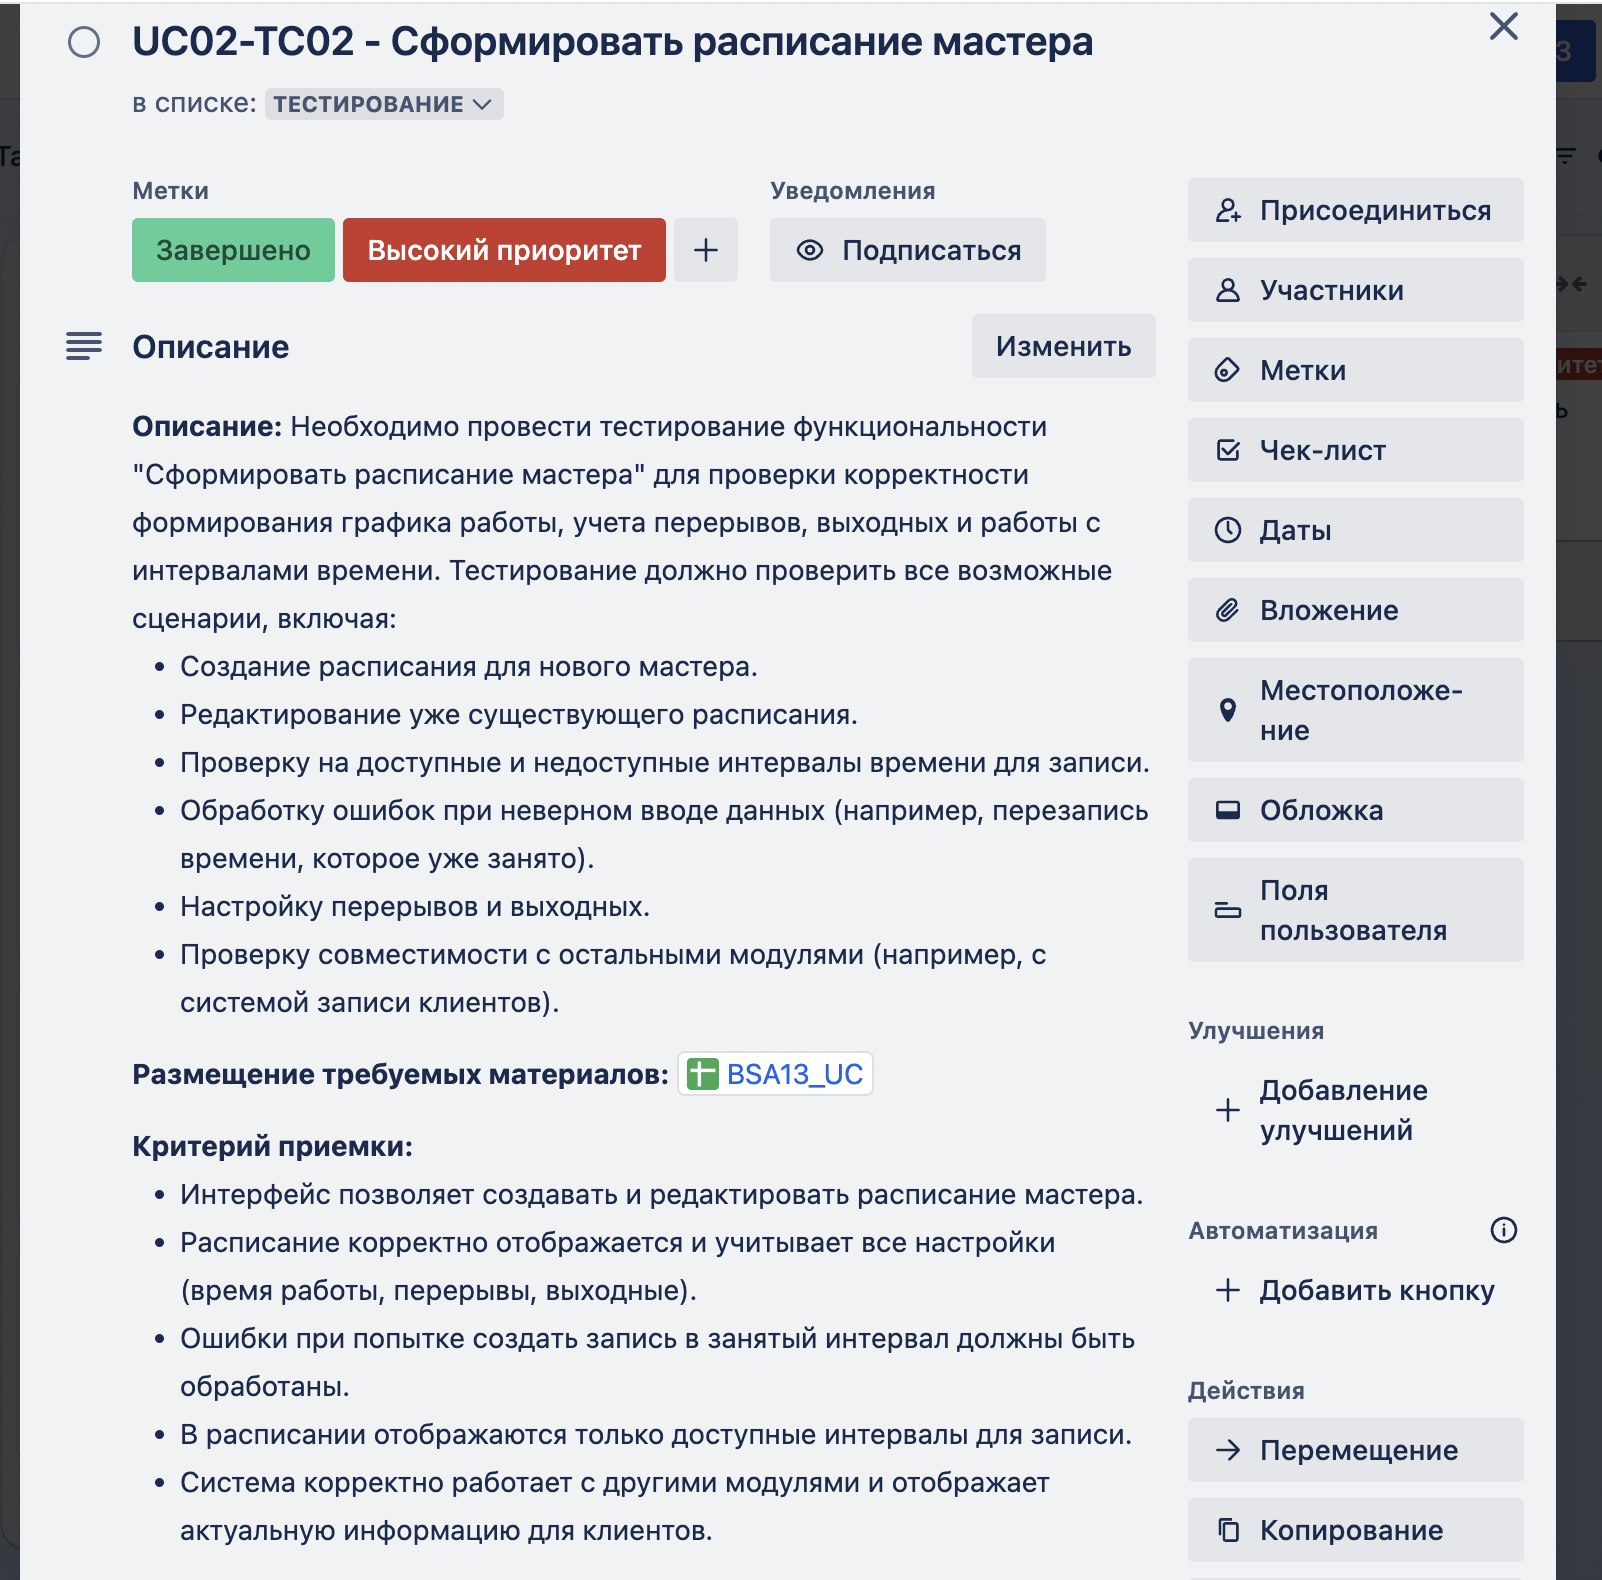 UC02-TC02 - Сформировать расписание мастера
в списке: ТЕСТИРОВАНИЕ
Метки
Уведомления
Завершено
Высокий приоритет
Подписаться
Описание
Изменить
Описание: Необходимо провести тестирование функциональности
"Сформировать расписание мастера" для проверки корректности
формирования графика работы, учета перерывов, выходных и работы с
интервалами времени. Тестирование должно проверить все возможные
сценарии, включая:
• Создание расписания для нового мастера.
• Редактирование уже существующего расписания.
• Проверку на доступные и недоступные интервалы времени для записи.
• Обработку ошибок при неверном вводе данных (например, перезапись
времени, которое уже занято).
• Настройку перерывов и выходных.
• Проверку совместимости с остальными модулями (например, с
системой записи клиентов).
Размещение требуемых материалов: BSA13_UC
Критерий приемки:
• Интерфейс позволяет создавать и редактировать расписание мастера.
• Расписание корректно отображается и учитывает все настройки
(время работы, перерывы, выходные).
• Ошибки при попытке создать запись в занятый интервал должны быть
обработаны.
• В расписании отображаются только доступные интервалы для записи.
• Система корректно работает с другими модулями и отображает
актуальную информацию для клиентов.
Присоединиться
Участники
Метки
Чек-лист
Даты
Вложение
Местоположе-
ние
Обложка
Поля
пользователя
Улучшения
Добавление
улучшений
Автоматизация
Добавить кнопку
Действия
Перемещение
Копирование